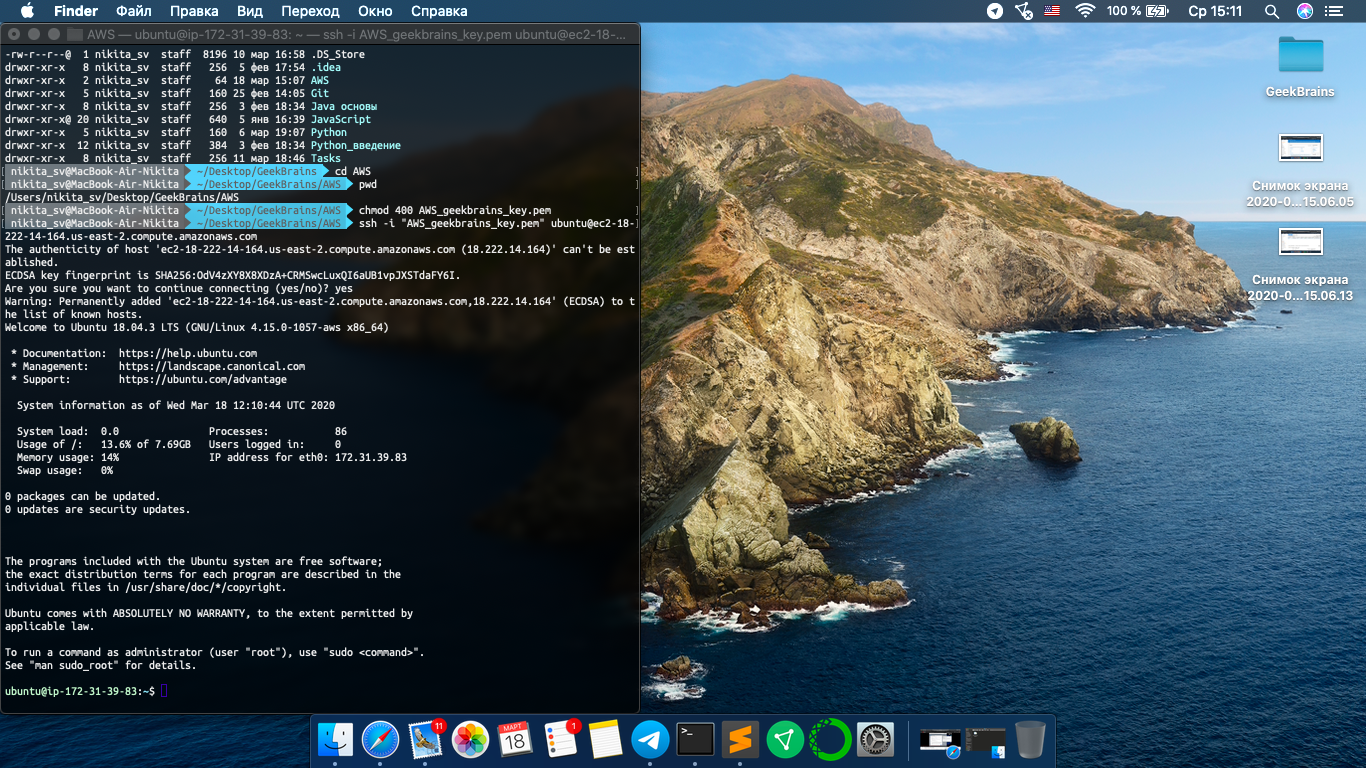 Finder Файл Правка Вид Переход Окно Справка 100 % Ср 15:11
AWS — ubuntu@ip-172-31-39-83: ~ — ssh -i AWS_geekbrains_key.pem ubuntu@ec2-18-...
-rw-r--r--@ 1 nikita_sv staff 8196 10 мар 16:58 .DS_Store
drwxr-xr-x 8 nikita_sv staff 256 5 фев 17:54 .idea
drwxr-xr-x 2 nikita_sv staff 64 18 мар 15:07 AWS
drwxr-xr-x 5 nikita_sv staff 160 25 фев 14:05 Git
drwxr-xr-x 8 nikita_sv staff 256 3 фев 18:34 Java основы
drwxr-xr-x@ 20 nikita_sv staff 640 5 янв 16:39 JavaScript
drwxr-xr-x 5 nikita_sv staff 160 6 мар 19:07 Python
drwxr-xr-x 12 nikita_sv staff 384 3 фев 18:34 Python_введение
drwxr-xr-x 8 nikita_sv staff 256 11 мар 18:46 Tasks
[ nikita_sv@MacBook-Air-Nikita ~/Desktop/GeekBrains cd AWS ]
[ nikita_sv@MacBook-Air-Nikita ~/Desktop/GeekBrains/AWS pwd ]
/Users/nikita_sv/Desktop/GeekBrains/AWS
[ nikita_sv@MacBook-Air-Nikita ~/Desktop/GeekBrains/AWS chmod 400 AWS_geekbrains_key.pem ]
[ nikita_sv@MacBook-Air-Nikita ~/Desktop/GeekBrains/AWS ssh -i "AWS_geekbrains_key.pem" ubuntu@ec2-18-]
222-14-164.us-east-2.compute.amazonaws.com
The authenticity of host 'ec2-18-222-14-164.us-east-2.compute.amazonaws.com (18.222.14.164)' can't be est
ablished.
ECDSA key fingerprint is SHA256:OdV4zXY8X8XDzA+CRMSwcLuxQI6aUB1vpJXSTdaFY6I.
Are you sure you want to continue connecting (yes/no)? yes
Warning: Permanently added 'ec2-18-222-14-164.us-east-2.compute.amazonaws.com,18.222.14.164' (ECDSA) to t
he list of known hosts.
Welcome to Ubuntu 18.04.3 LTS (GNU/Linux 4.15.0-1057-aws x86_64)
* Documentation: https://help.ubuntu.com
* Management: https://landscape.canonical.com
* Support: https://ubuntu.com/advantage
System information as of Wed Mar 18 12:10:44 UTC 2020
System load: 0.0 Processes: 86
Usage of /: 13.6% of 7.69GB Users logged in: 0
Memory usage: 14% IP address for eth0: 172.31.39.83
Swap usage: 0%
0 packages can be updated.
0 updates are security updates.
The programs included with the Ubuntu system are free software;
the exact distribution terms for each program are described in the
individual files in /usr/share/doc/*/copyright.
Ubuntu comes with ABSOLUTELY NO WARRANTY, to the extent permitted by
applicable law.
To run a command as administrator (user "root"), use "sudo <command>".
See "man sudo_root" for details.
ubuntu@ip-172-31-39-83:~$
GeekBrains
Снимок экрана
2020-0...15.06.05
Снимок экрана
2020-0...15.06.13
11
МАРТ
18
1
>_